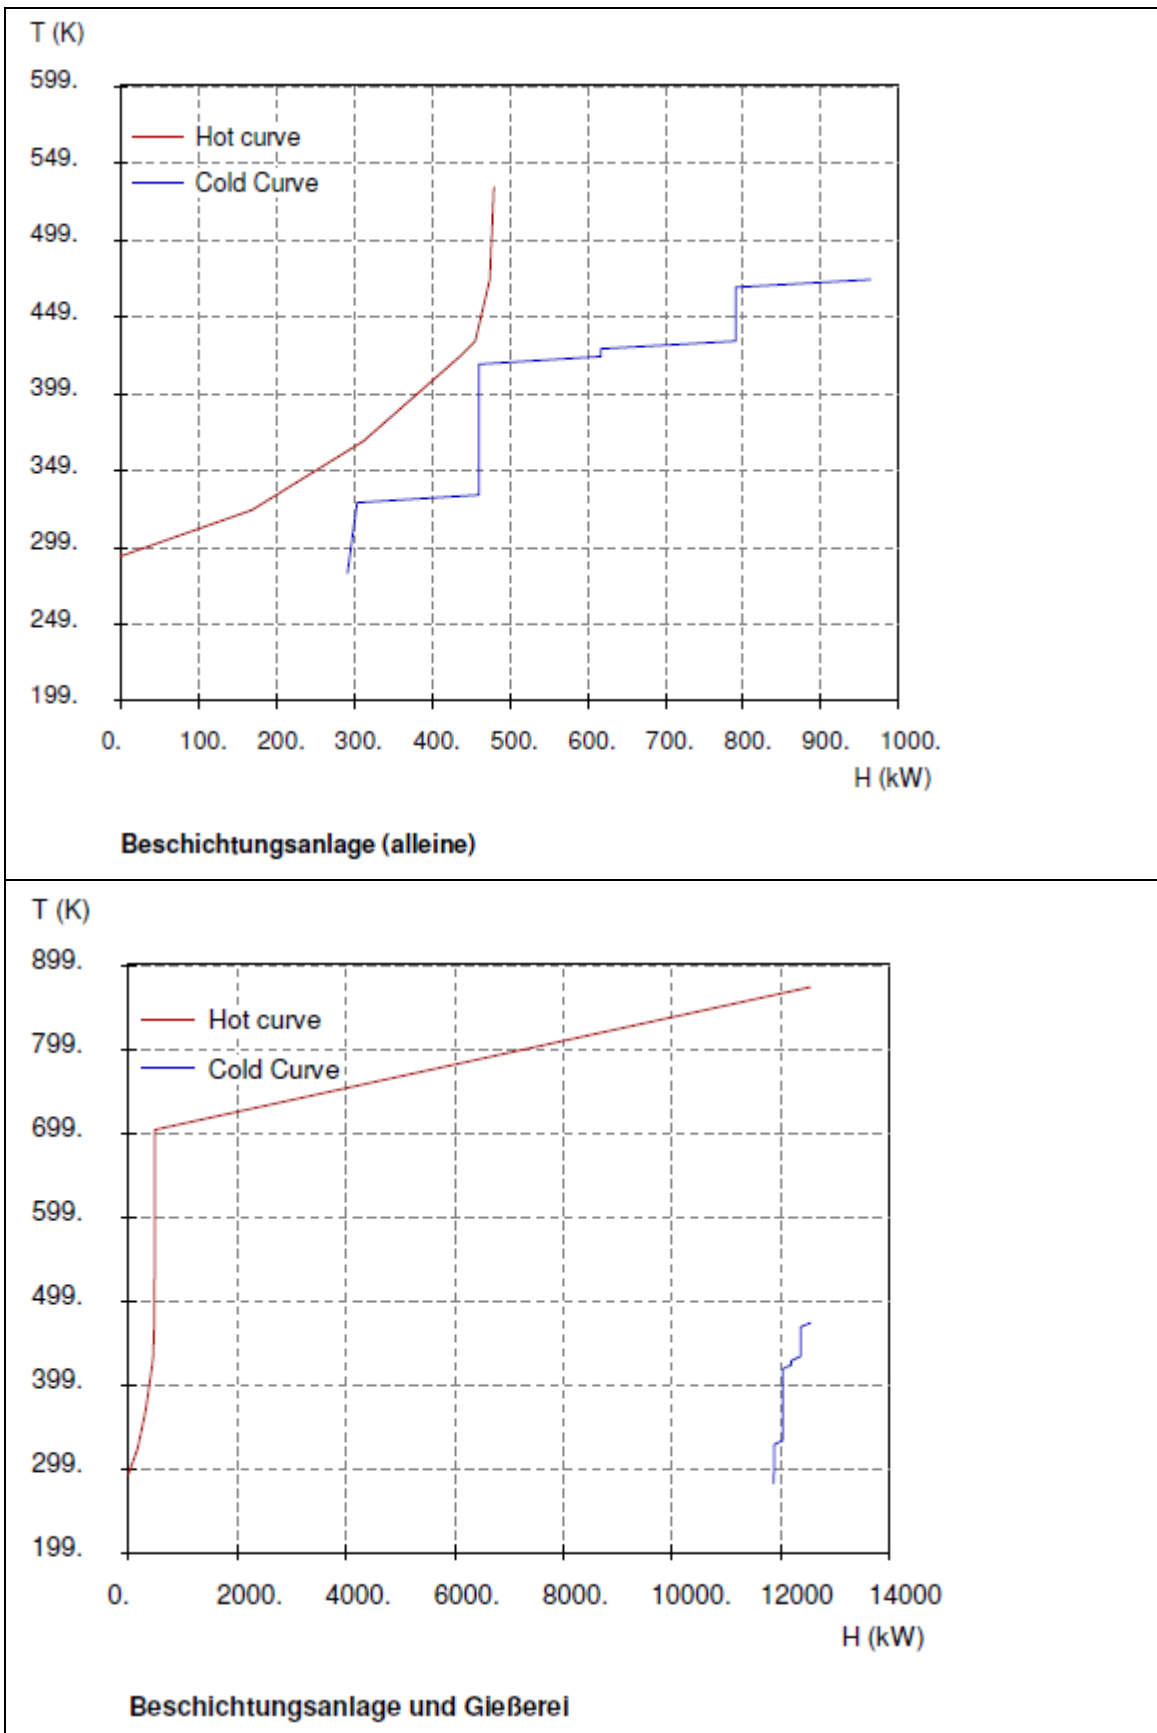 T (K)
599.
Hot curve
549.
Cold Curve
499.
449.
399.
349.
299.
249.
199.
0. 100. 200. 300. 400. 500. 600. 700. 800. 900. 1000.
H (kW)
Beschichtungsanlage (alleine)
T (K)
899.
Hot curve
799.
Cold Curve
699.
599.
499.
399.
299.
199.
0. 2000. 4000. 6000. 8000. 10000. 12000 14000
H (kW)
Beschichtungsanlage und Gießerei